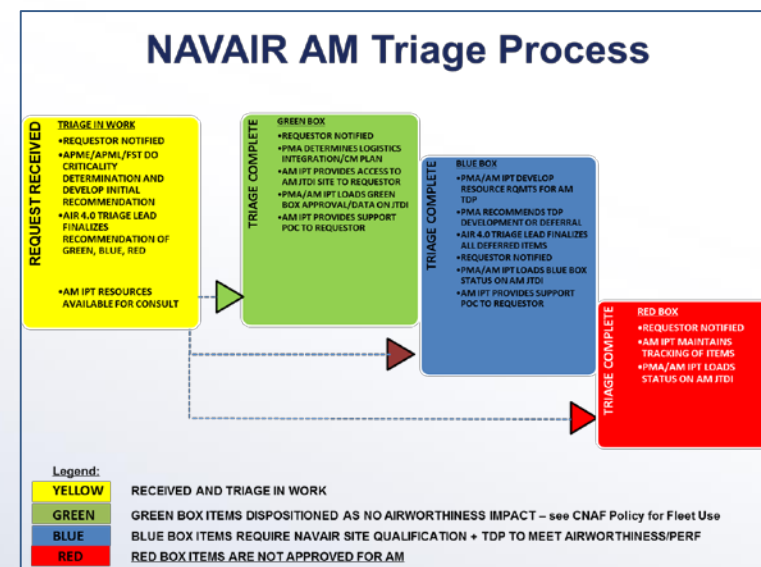 NAVAIR AM Triage Process
REQUEST RECEIVED
TRIAGE IN WORK
•REQUESTOR NOTIFIED
•APME/APML/FST DO
CRITICALITY
DETERMINATION AND
DEVELOP INITIAL
RECOMMENDATION
•AIR 4.0 TRIAGE LEAD
FINALIZES
RECOMMENDATION OF
GREEN, BLUE, RED
•AM IPT RESOURCES
AVAILABLE FOR CONSULT
TRIAGE COMPLETE
GREEN BOX
•REQUESTOR NOTIFIED
•PMA DETERMINES LOGISTICS
INTEGRATION/CM PLAN
•AM IPT PROVIDES ACCESS TO
AM JTDI SITE TO REQUESTOR
•PMA/AM IPT LOADS GREEN
BOX APPROVAL/DATA ON JTDI
•AM IPT PROVIDES SUPPORT
POC TO REQUESTOR
TRIAGE COMPLETE
BLUE BOX
•PMA/AM IPT DEVELOP
RESOURCE RQMTS FOR AM
TDP
•PMA RECOMMENDS TDP
DEVELOPMENT OR DEFERRAL
•AIR 4.0 TRIAGE LEAD FINALIZES
ALL DEFERRED ITEMS
•REQUESTOR NOTIFIED
•PMA/AM IPT LOADS BLUE BOX
STATUS ON AM JTDI
•AM IPT PROVIDES SUPPORT
POC TO REQUESTOR
TRIAGE COMPLETE
RED BOX
•REQUESTOR NOTIFIED
•AM IPT MAINTAINS
TRACKING OF ITEMS
•PMA/AM IPT LOADS
STATUS ON AM JTDI
Legend:
YELLOW RECEIVED AND TRIAGE IN WORK
GREEN GREEN BOX ITEMS DISPOSITIONED AS NO AIRWORTHINESS IMPACT – see CNAF Policy for Fleet Use
BLUE BLUE BOX ITEMS REQUIRE NAVAIR SITE QUALIFICATION + TDP TO MEET AIRWORTHINESS/PERF
RED RED BOX ITEMS ARE NOT APPROVED FOR AM